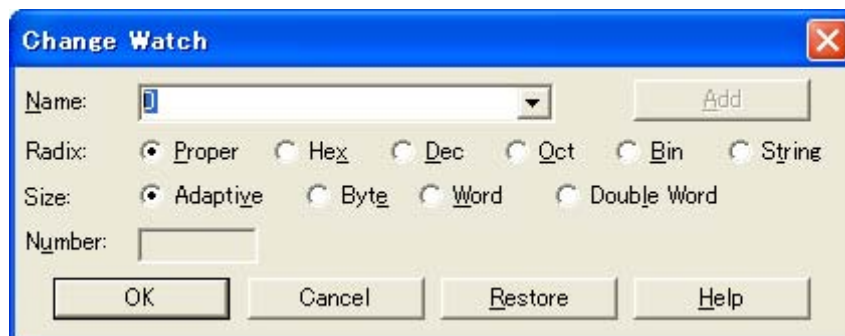 Change Watch
Name: Add
Radix: Proper Hex Dec Oct Bin String
Size: Adaptive Byte Word Double Word
Number:
OK Cancel Restore Help